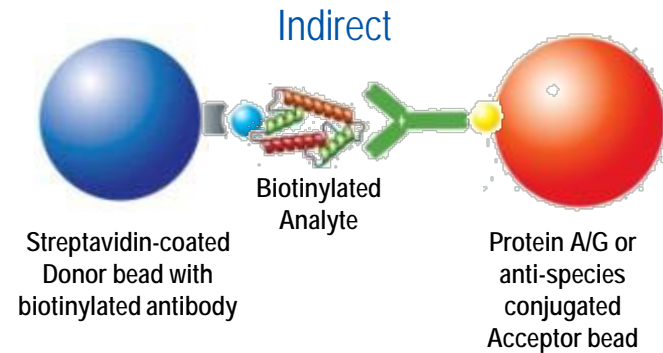 Indirect
Biotinylated
Analyte
Streptavidin-coated
Donor bead with
biotinylated antibody
Protein A/G or
anti-species
conjugated
Acceptor bead